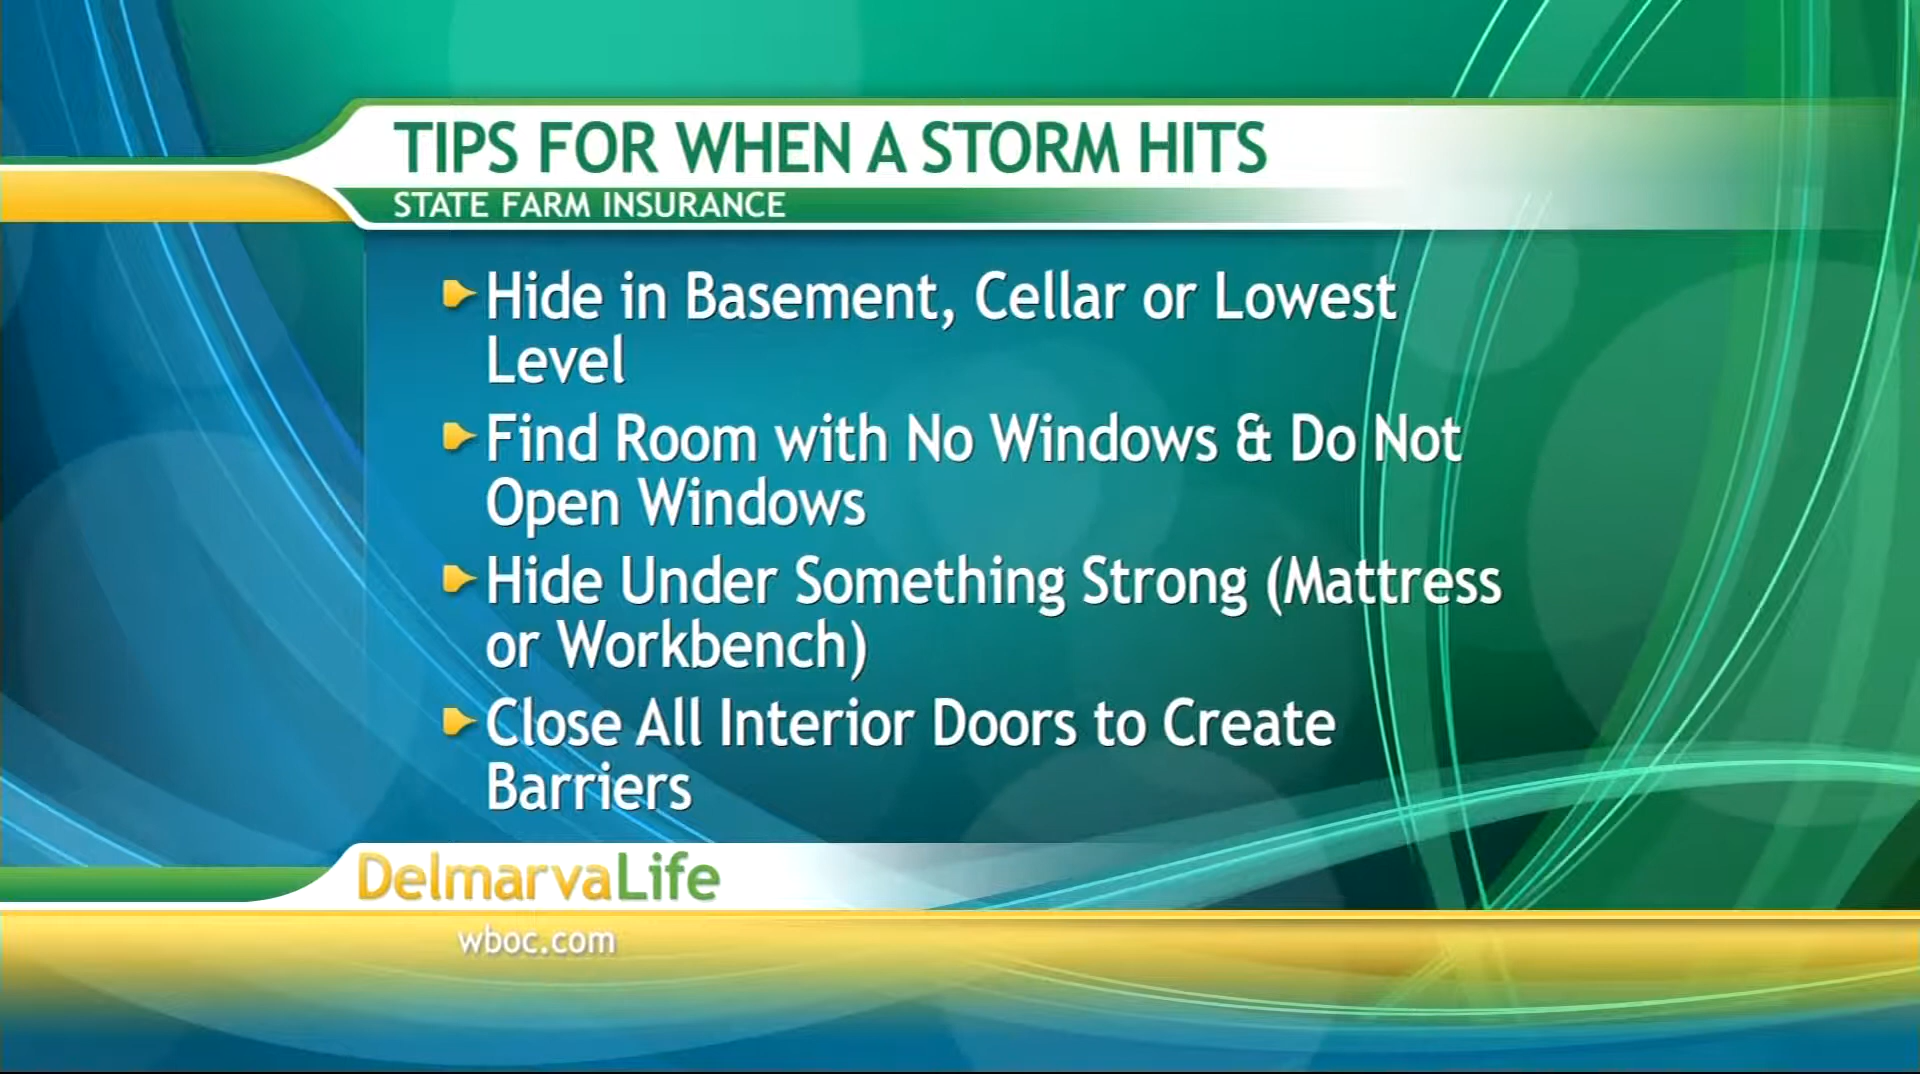 TIPS FOR WHEN A STORM HITS
STATE FARM INSURANCE
Hide in Basement, Cellar or Lowest
Level
Find Room with No Windows & Do Not
Open Windows
Hide Under Something Strong (Mattress
or Workbench)
Close All Interior Doors to Create
Barriers
DelmarvaLife
wboc.com